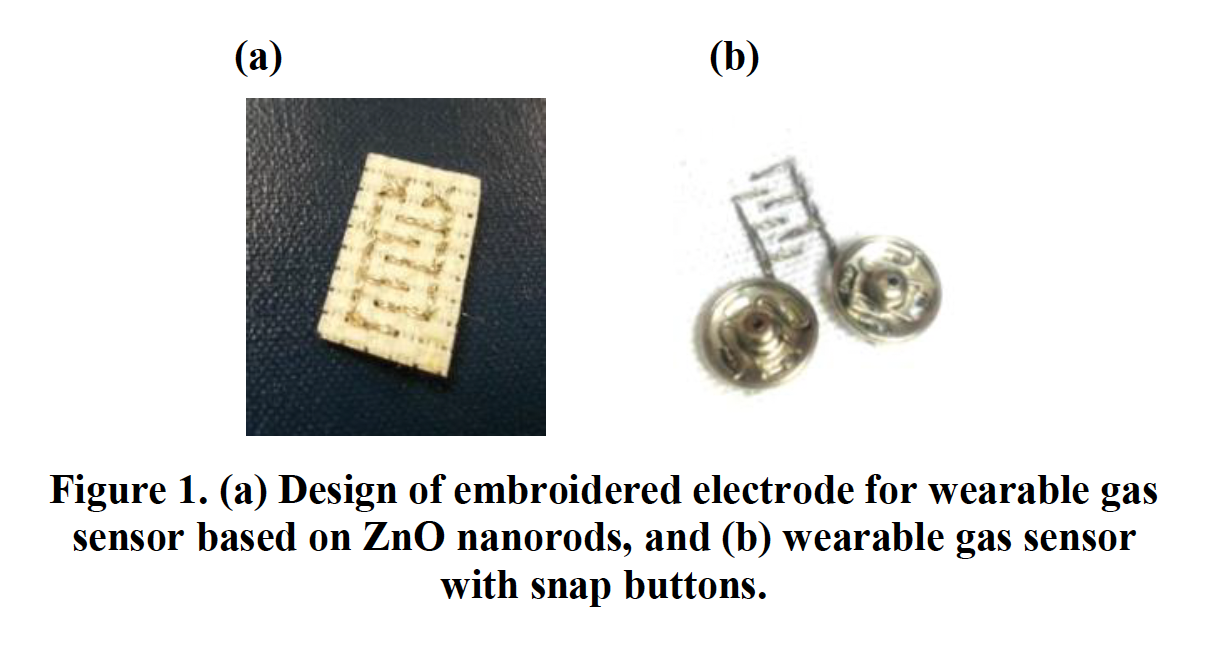 (a) (b)
Figure 1. (a) Design of embroidered electrode for wearable gas
sensor based on ZnO nanorods, and (b) wearable gas sensor
with snap buttons.